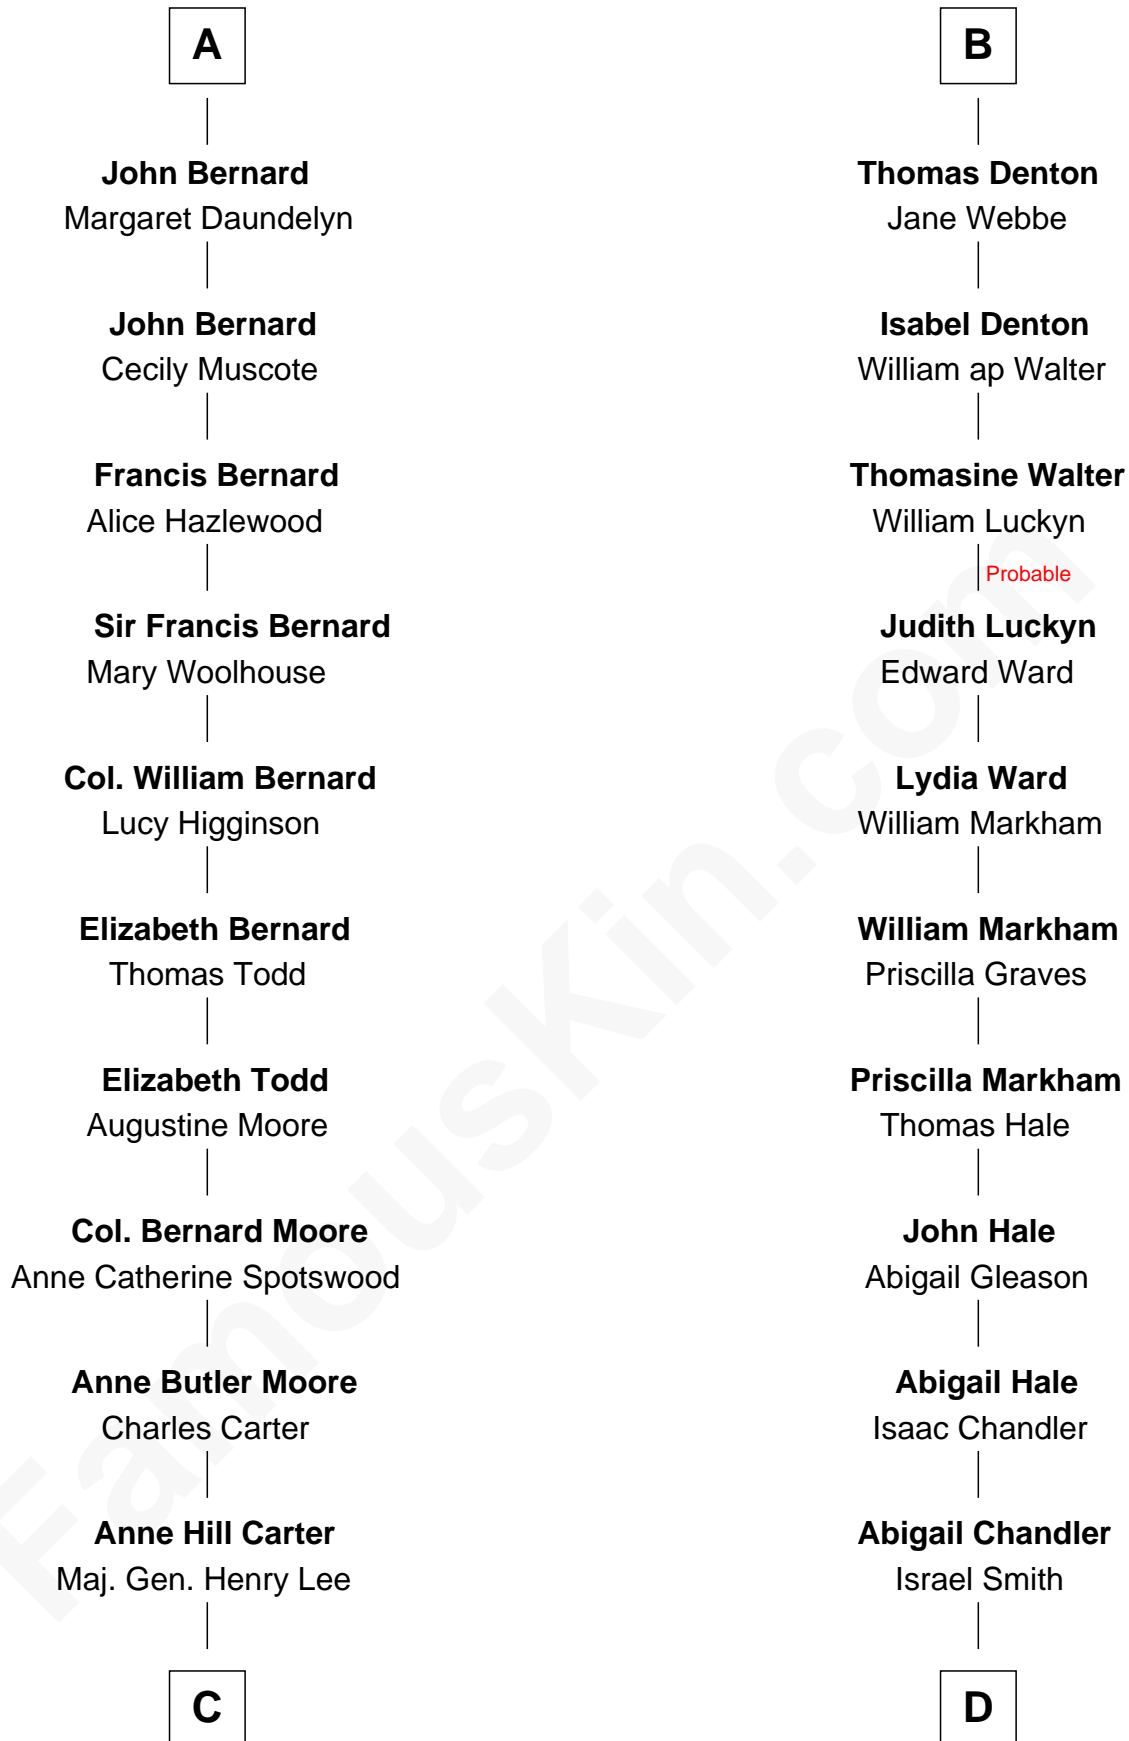 A
John Bernard
Margaret Daundelyn
John Bernard
Cecily Muscote
Francis Bernard
Alice Hazlewood
Sir Francis Bernard
Mary Woolhouse
Col. William Bernard
Lucy Higginson
Elizabeth Bernard
Thomas Todd
Elizabeth Todd
Augustine Moore
Col. Bernard Moore
Anne Catherine Spotswood
Anne Butler Moore
Charles Carter
Anne Hill Carter
Maj. Gen. Henry Lee
C
B
Thomas Denton
Jane Webbe
Isabel Denton
William ap Walter
Thomasine Walter
William Luckyn
Probable
Judith Luckyn
Edward Ward
Lydia Ward
William Markham
William Markham
Priscilla Graves
Priscilla Markham
Thomas Hale
John Hale
Abigail Gleason
Abigail Hale
Isaac Chandler
Abigail Chandler
Israel Smith
D
FamousKin.com